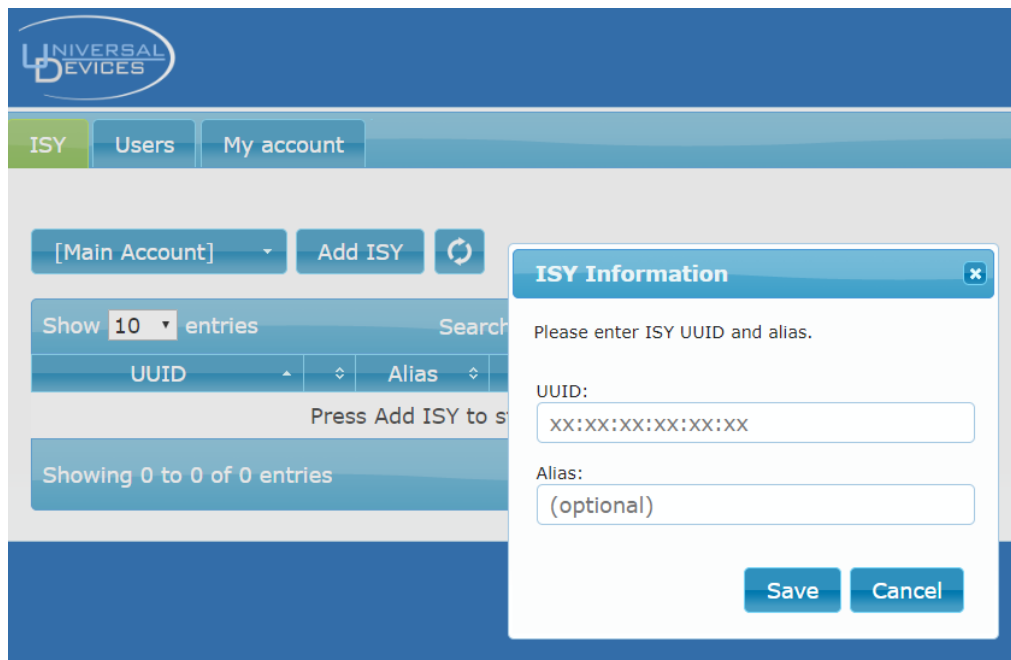 UNIVERSAL
DEVICES
ISY Users My account
[Main Account] Add ISY
Show 10 entries Search
UUID Alias
Press Add ISY to s
Showing 0 to 0 of 0 entries
ISY Information
Please enter ISY UUID and alias.
UUID:
xx:xx:xx:xx:xx:xx
Alias:
(optional)
Save Cancel